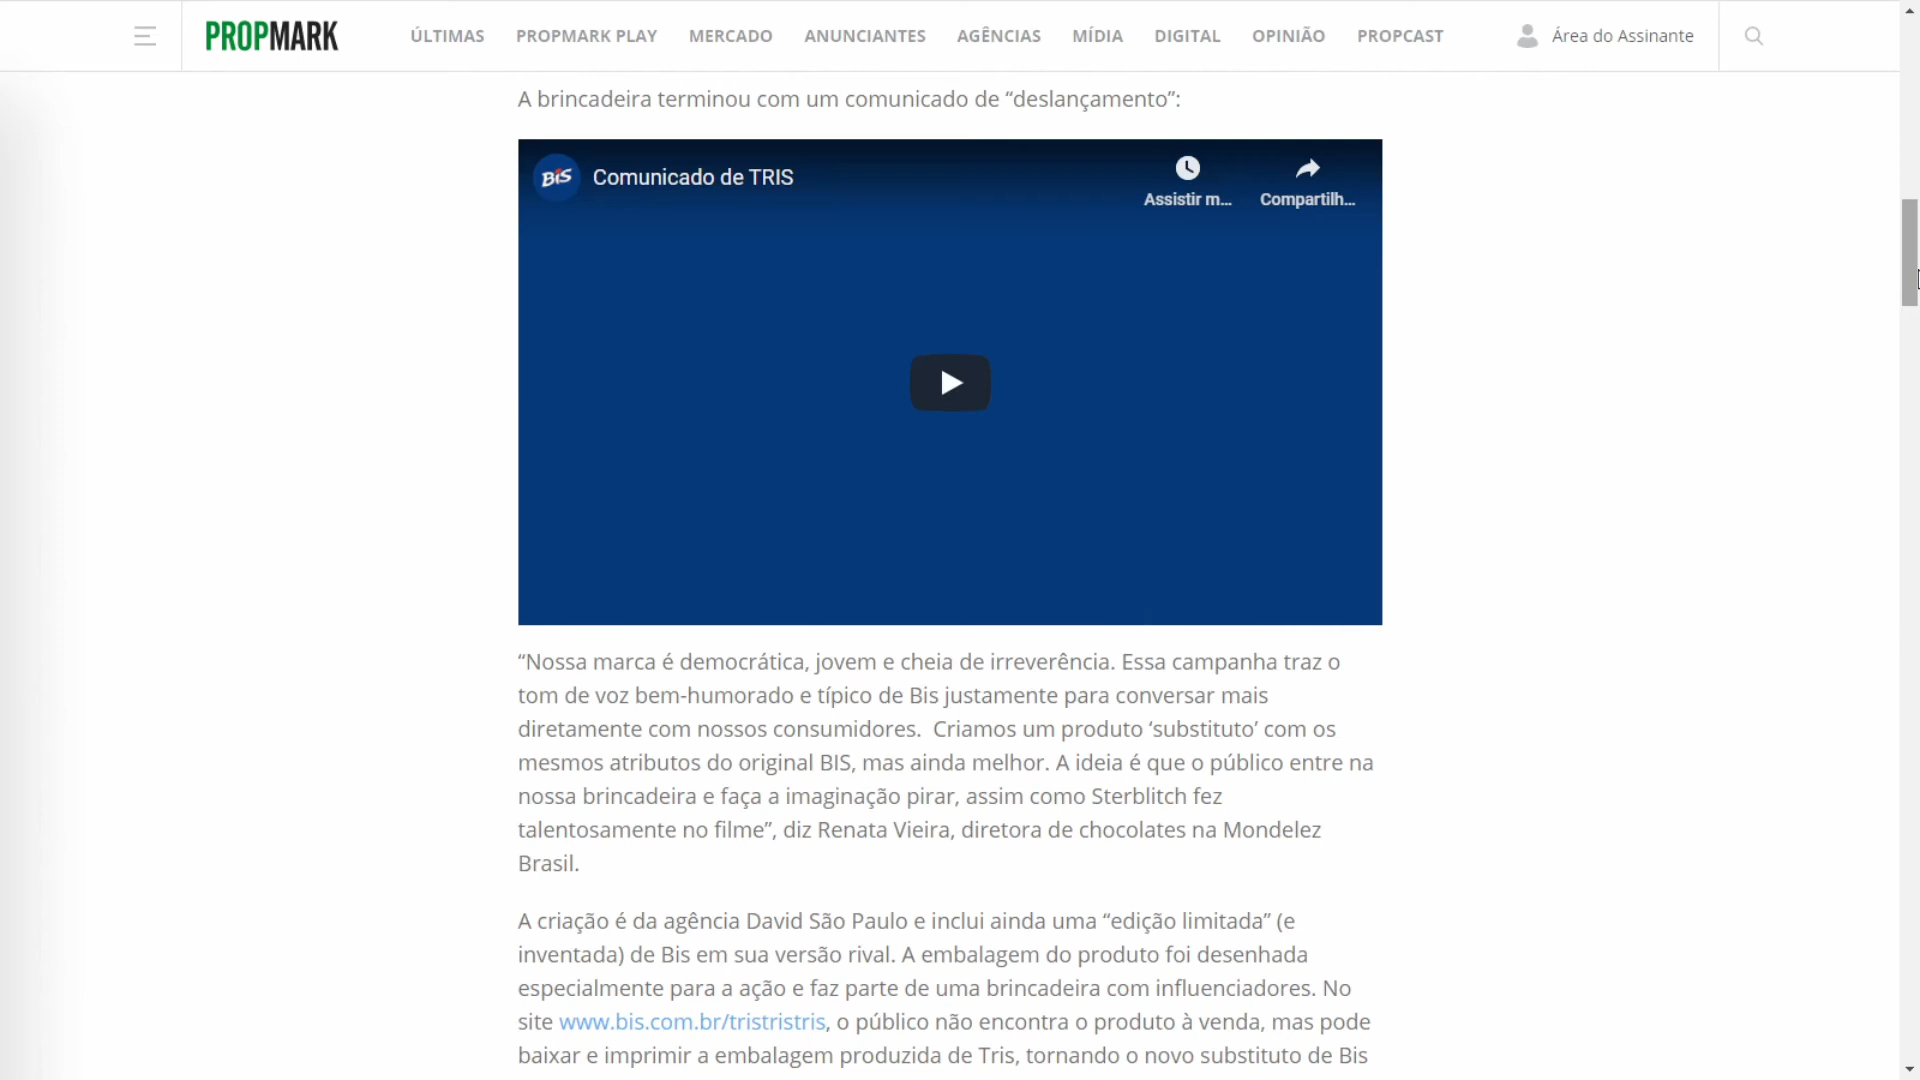 PROPMARK
ÚLTIMAS
PROPMARK PLAY
MERCADO
ANUNCIANTES
AGÊNCIAS
MÍDIA
DIGITAL
OPINIÃO
PROPCAST
Área do Assinante
A brincadeira terminou com um comunicado de “deslançamento”:
BIS
Comunicado de TRIS
Assistir m...
Compartilh...
“Nossa marca é democrática, jovem e cheia de irreverência. Essa campanha traz o
tom de voz bem-humorado e típico de Bis justamente para conversar mais
diretamente com nossos consumidores.  Criamos um produto ‘substituto’ com os
mesmos atributos do original BIS, mas ainda melhor. A ideia é que o público entre na
nossa brincadeira e faça a imaginação pirar, assim como Sterblitch fez
talentosamente no filme”, diz Renata Vieira, diretora de chocolates na Mondelez
Brasil.
A criação é da agência David São Paulo e inclui ainda uma “edição limitada” (e
inventada) de Bis em sua versão rival. A embalagem do produto foi desenhada
especialmente para a ação e faz parte de uma brincadeira com influenciadores. No
site www.bis.com.br/tristristris, o público não encontra o produto à venda, mas pode
baixar e imprimir a embalagem produzida de Tris, tornando o novo substituto de Bis